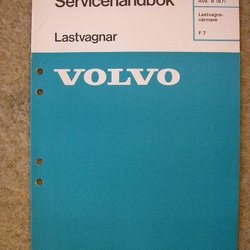 Servicehandbok
Avd. 8 (87)
Lastvagns-
värmare
F 7
Lastvagnar
VOLVO